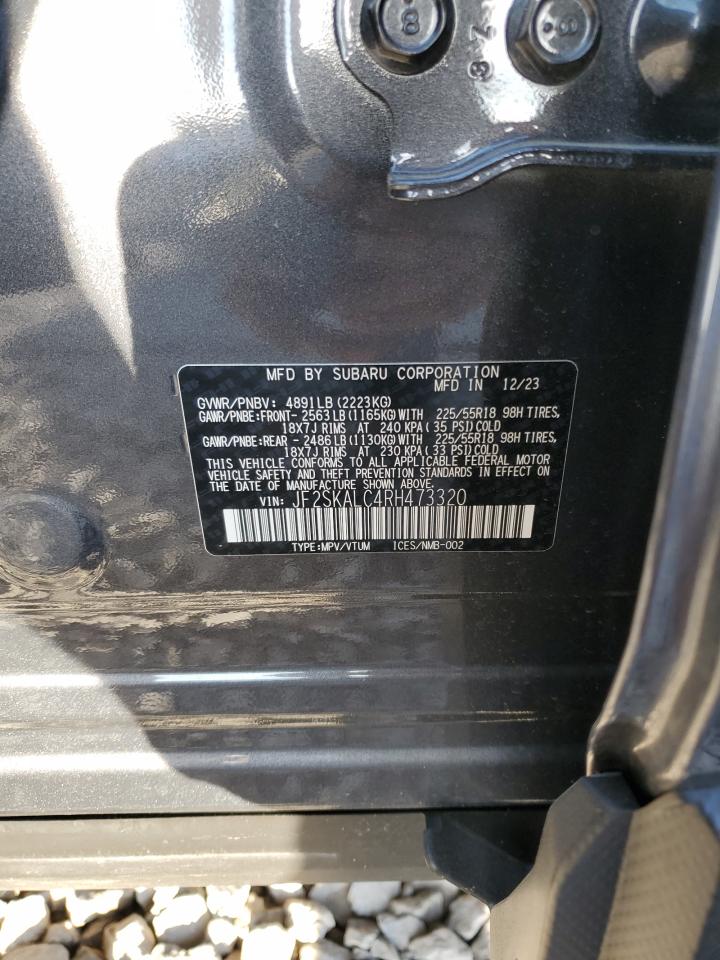 8
8
MFD BY SUBARU CORPORATION
MFD IN 12/23
GVWR/PNBV: 4891LB (2223KG)
GAWR/PNBE:FRONT- 2563LB (1165KG)WITH 225/55R18 98H TIRES,
18X7J RIMS AT 240 KPA ( 35 PSI)COLD
GAWR/PNBE:REAR - 2486LB (1130KG)WITH 225/55R18 98H TIRES,
18X7J RIMS AT 230 KPA ( 33 PSI)COLD
THIS VEHICLE CONFORMS TO ALL APPLICABLE FEDERAL MOTOR
VEHICLE SAFETY AND THEFT PREVENTION STANDARDS IN EFFECT ON
THE DATE OF MANUFACTURE SHOWN ABOVE.
VIN: JF2SKALC4RH473320
TYPE:MPV/VTUM ICES/NMB-002